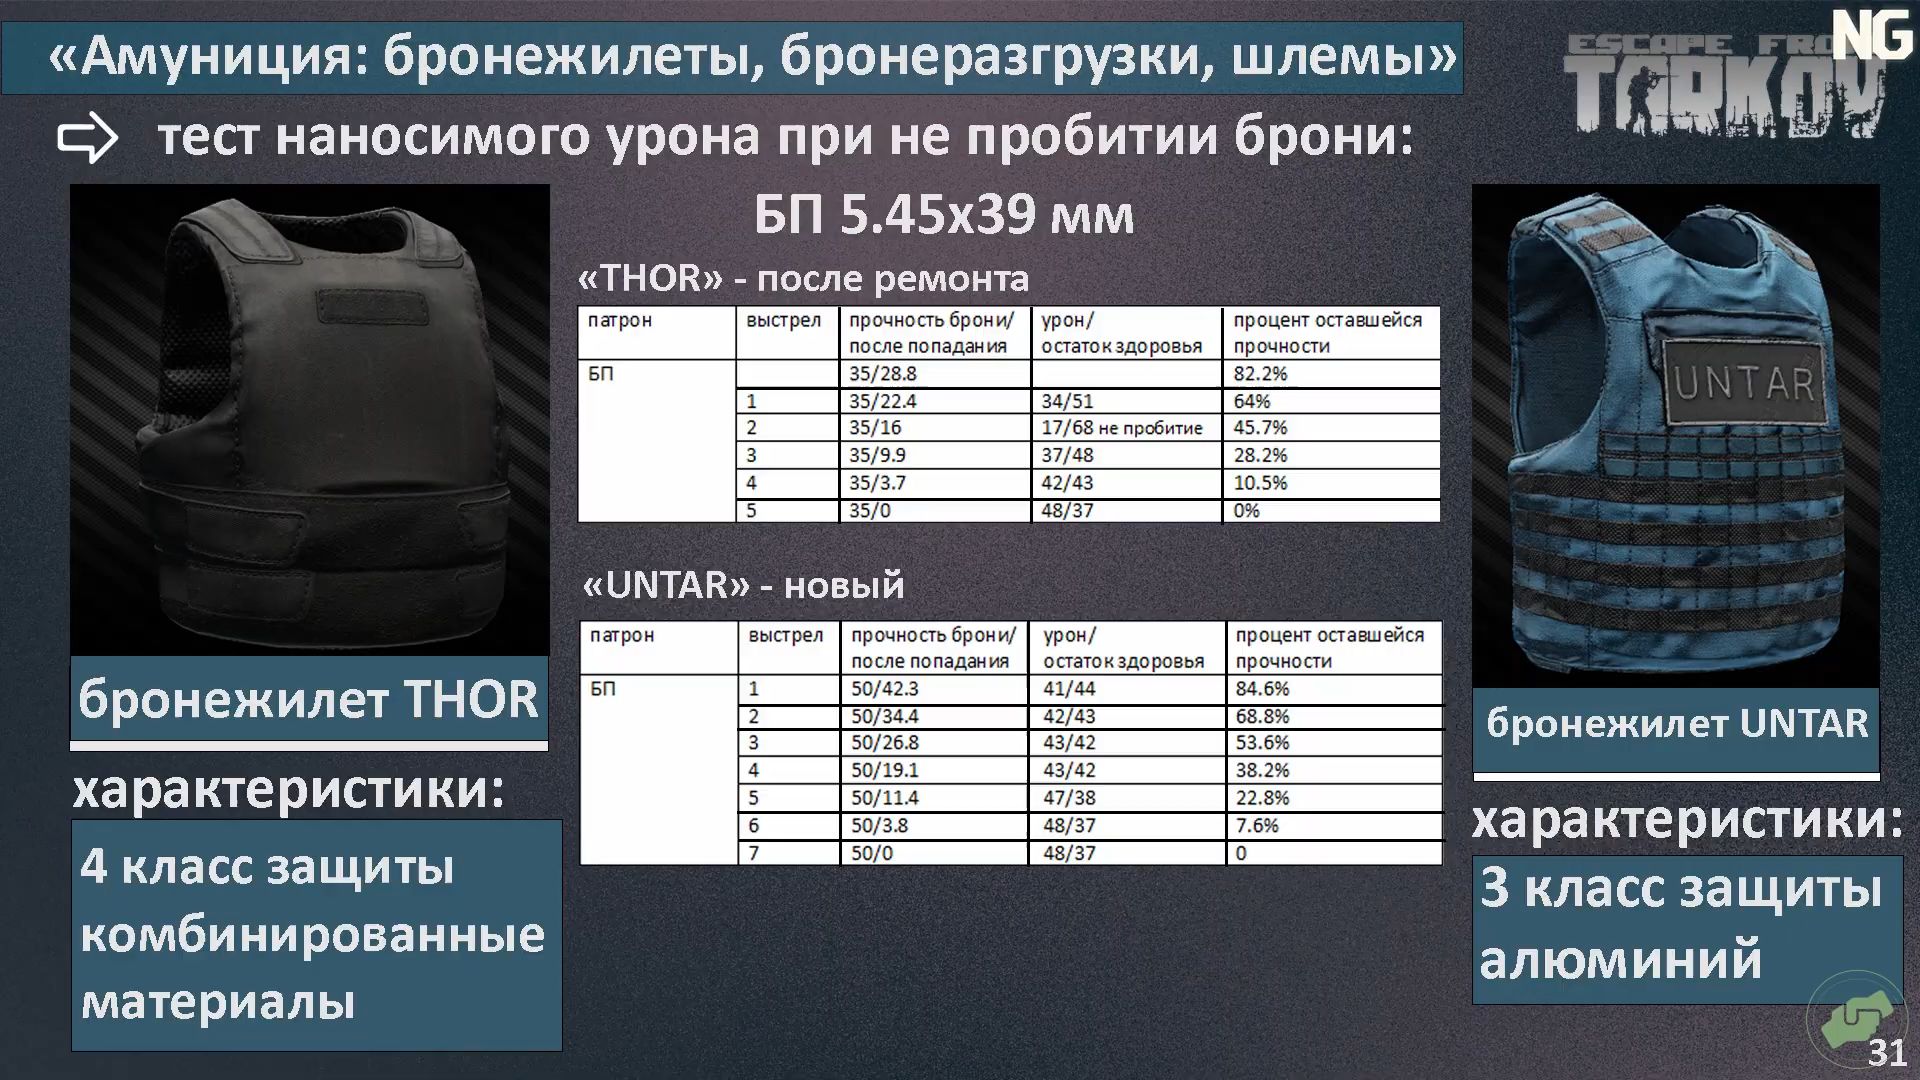 «Амуниция: бронежилеты, бронеразгрузки, шлемы»
ESCAPE FRO
TARKOV
NG
тест наносимого урона при не пробитии брони:
БП 5.45х39 мм
«THOR» - после ремонта
патрон выстрел прочность брони/ урон/ процент оставшейся
после попадания остаток здоровья прочности
БП 35/28.8 82.2%
1 35/22.4 34/51 64%
2 35/16 17/68 не пробитие 45.7%
3 35/9.9 37/48 28.2%
4 35/3.7 42/43 10.5%
5 35/0 48/37 0%
UNTAR
«UNTAR» - новый
патрон выстрел прочность брони/ урон/ процент оставшейся
после попадания остаток здоровья прочности
БП 1 50/42.3 41/44 84.6%
2 50/34.4 42/43 68.8%
3 50/26.8 43/42 53.6%
4 50/19.1 43/42 38.2%
5 50/11.4 47/38 22.8%
6 50/3.8 48/37 7.6%
7 50/0 48/37 0
бронежилет THOR
характеристики:
4 класс защиты
комбинированные
материалы
бронежилет UNTAR
характеристики:
3 класс защиты
алюминий
31